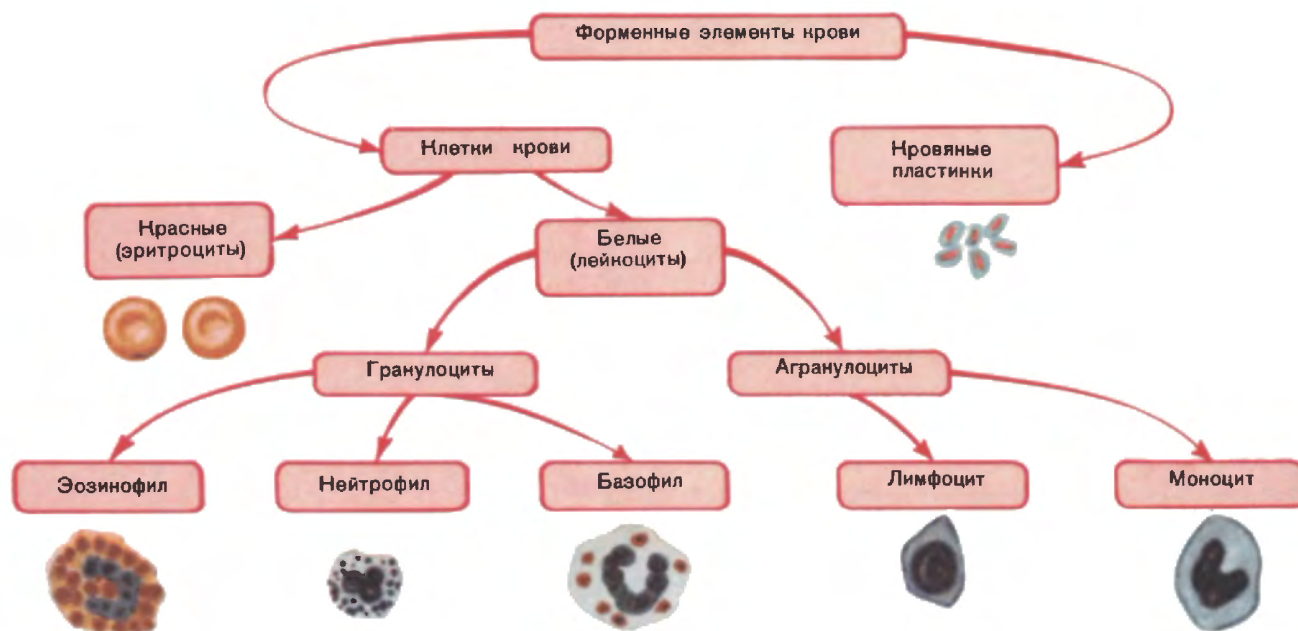 Форменные элементы крови
Клетки крови
Кровяные
пластинки
Красные
(эритроциты)
Белые
(лейкоциты)
Гранулоциты
Агранулоциты
Эозинофил
Нейтрофил
Базофил
Лимфоцит
Моноцит